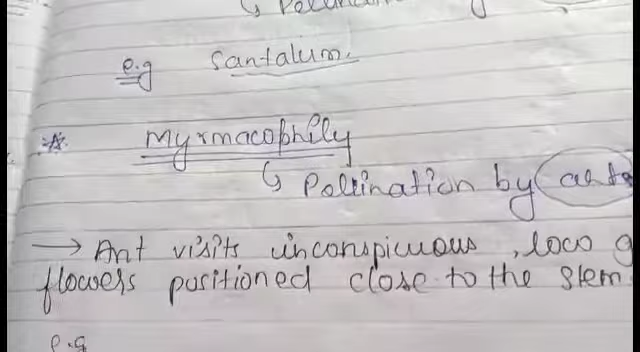 e.g Santalum.
Myrmacophily
↳ Pollination by ants
→ Ant visits inconspicuous, low g
flowers positioned close to the stem
e.g